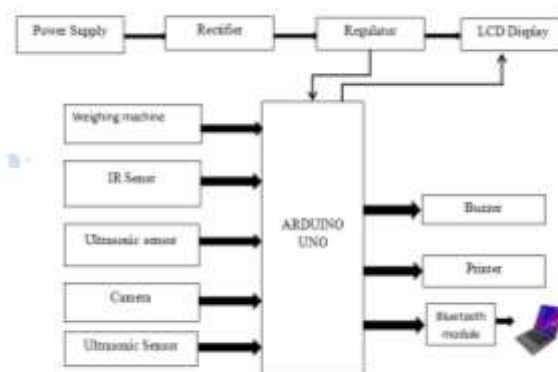 Power Supply
Rectifier
Regulator
LCD Display
Weighing machine
IR Sensor
Ultrasonic sensor
Camera
Ultrasonic Sensor
ARDUINO
UNO
Buzzer
Printer
Bluetooth
module